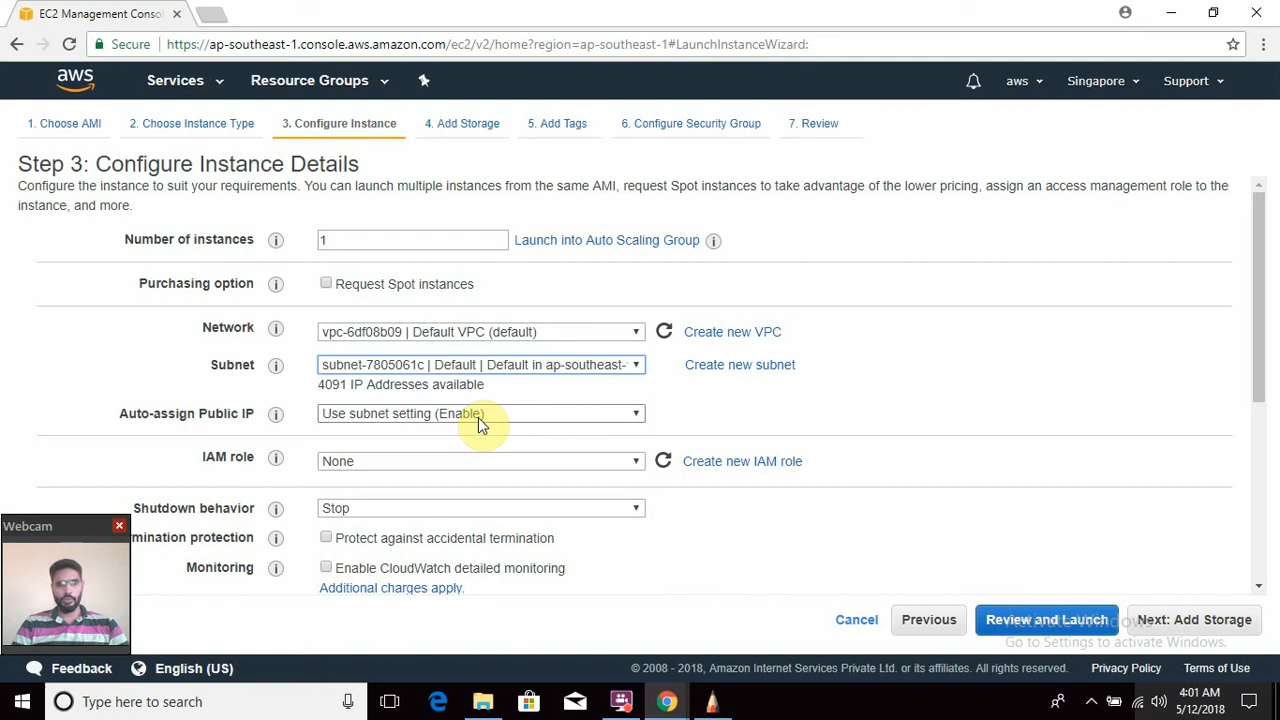 EC2 Management Conso
Secure
https://ap-southeast-1.console.aws.amazon.com/ec2/v2/home?region=ap-southeast-1#LaunchInstanceWizard:
aws
Services
Resource Groups
aws
Singapore
Support
1. Choose AMI
2. Choose Instance Type
3. Configure Instance
4. Add Storage
5. Add Tags
6. Configure Security Group
7. Review
Step 3: Configure Instance Details
Configure the instance to suit your requirements. You can launch multiple instances from the same AMI, request Spot instances to take advantage of the lower pricing, assign an access management role to the
instance, and more.
Number of instances
1
Launch into Auto Scaling Group
Purchasing option
Request Spot instances
Network
vpc-6df08b09 | Default VPC (default)
Create new VPC
Subnet
subnet-7805061c | Default | Default in ap-southeast-
Create new subnet
4091 IP Addresses available
Auto-assign Public IP
Use subnet setting (Enable)
IAM role
None
Create new IAM role
Shutdown behavior
Stop
Webcam
mination protection
Protect against accidental termination
Monitoring
Enable CloudWatch detailed monitoring
Additional charges apply.
Cancel
Previous
Review and Launch
Next: Add Storage
Activate Windows
Go to Settings to activate Windows.
Feedback
English (US)
© 2008 - 2018, Amazon Internet Services Private Ltd. or its affiliates. All rights reserved.
Privacy Policy
Terms of Use
Type here to search
4:01 AM
5/12/2018